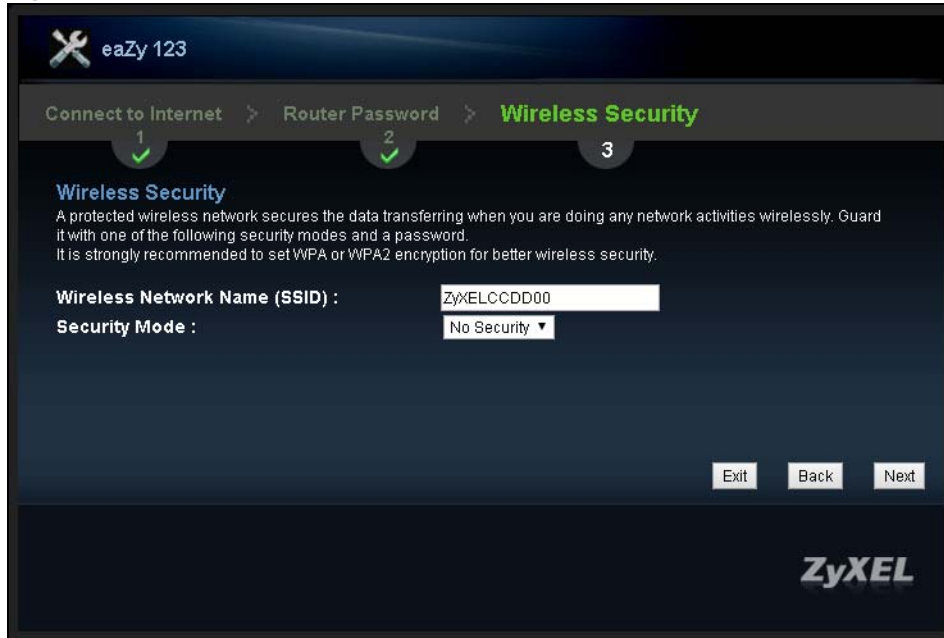 eaZy 123
Connect to Internet > Router Password > Wireless Security
1 2 3
Wireless Security
A protected wireless network secures the data transferring when you are doing any network activities wirelessly. Guard
it with one of the following security modes and a password.
It is strongly recommended to set WPA or WPA2 encryption for better wireless security.
Wireless Network Name (SSID) : ZyXELCCDD00
Security Mode : No Security
Exit Back Next
ZyXEL